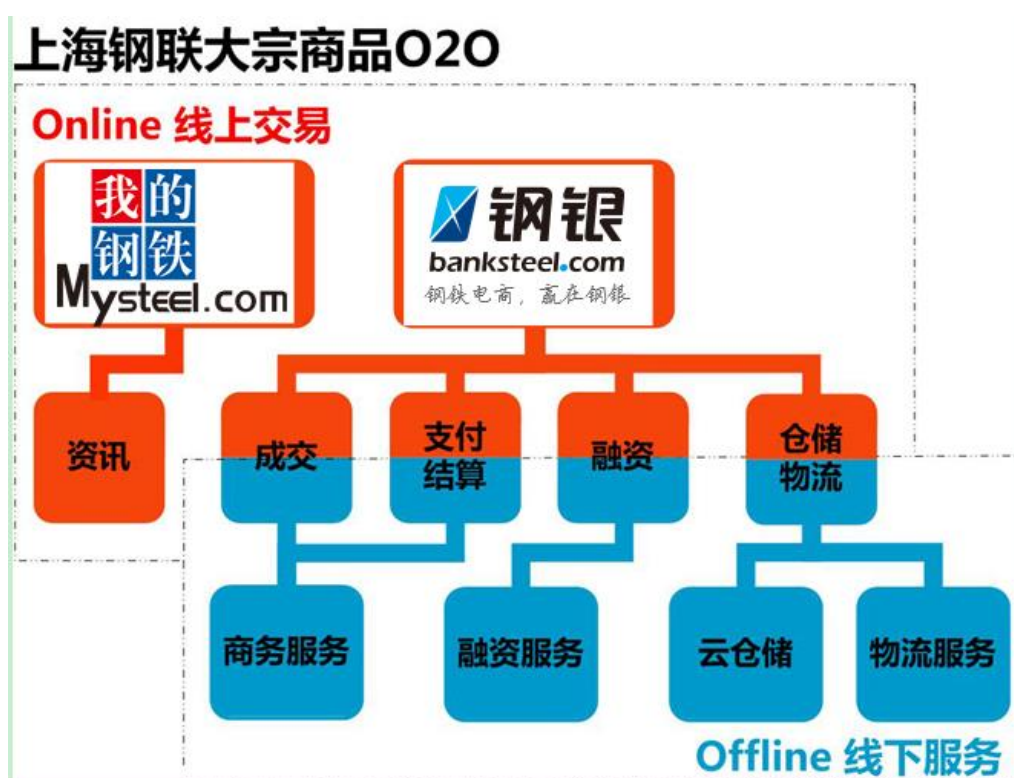 上海钢联大宗商品O2O
Online 线上交易
我的
钢铁
Mysteel.com
钢银
banksteel.com
钢铁电商，赢在钢银
资讯
成交
支付
结算
融资
仓储
物流
商务服务
融资服务
云仓储
物流服务
Offline 线下服务